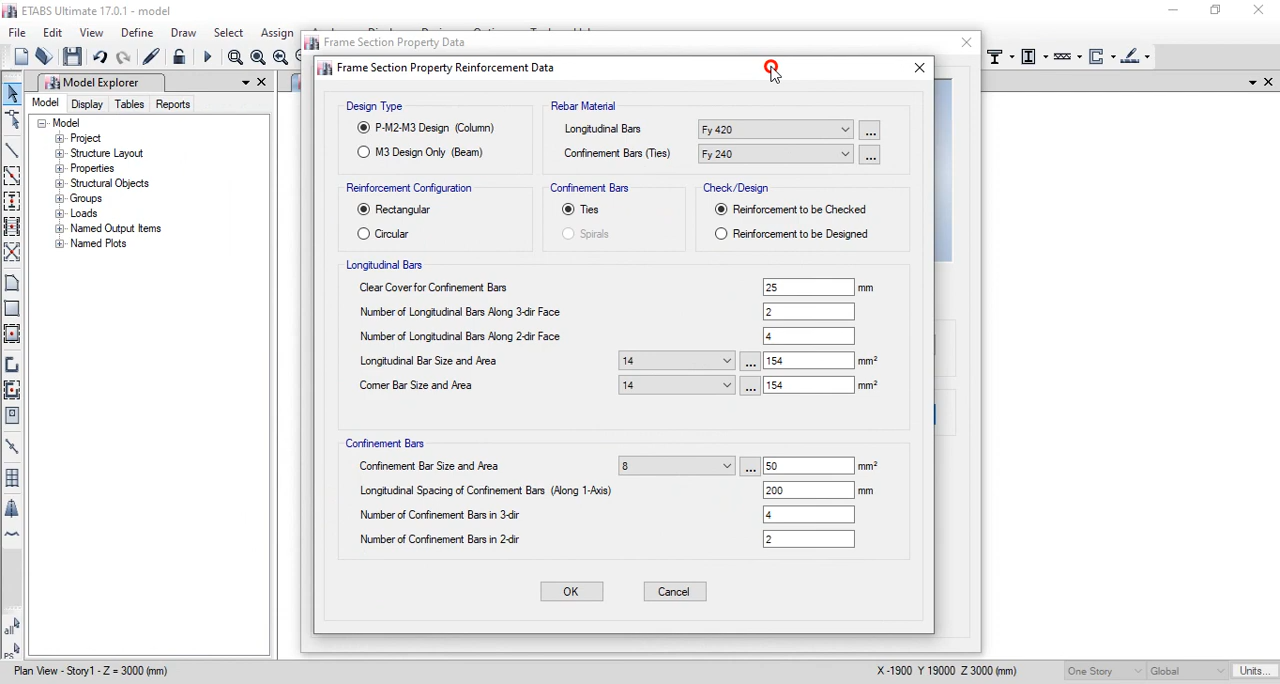 ETABS Ultimate 17.0.1 - model
File Edit View Define Draw Select Assign
Frame Section Property Data
Frame Section Property Reinforcement Data
Model Explorer
Model Display Tables Reports
Model
Project
Structure Layout
Properties
Structural Objects
Groups
Loads
Named Output Items
Named Plots
Design Type
P-M2-M3 Design (Column)
M3 Design Only (Beam)
Rebar Material
Longitudinal Bars Fy 420 ...
Confinement Bars (Ties) Fy 240 ...
Reinforcement Configuration
Rectangular
Circular
Confinement Bars
Ties
Spirals
Check/Design
Reinforcement to be Checked
Reinforcement to be Designed
Longitudinal Bars
Clear Cover for Confinement Bars 25 mm
Number of Longitudinal Bars Along 3-dir Face 2
Number of Longitudinal Bars Along 2-dir Face 4
Longitudinal Bar Size and Area 14 ... 154 mm²
Corner Bar Size and Area 14 ... 154 mm²
Confinement Bars
Confinement Bar Size and Area 8 ... 50 mm²
Longitudinal Spacing of Confinement Bars (Along 1-Axis) 200 mm
Number of Confinement Bars in 3-dir 4
Number of Confinement Bars in 2-dir 2
OK Cancel
all
ps
Plan View - Story1 - Z = 3000 (mm) X -1900 Y 19000 Z 3000 (mm) One Story Global Units...